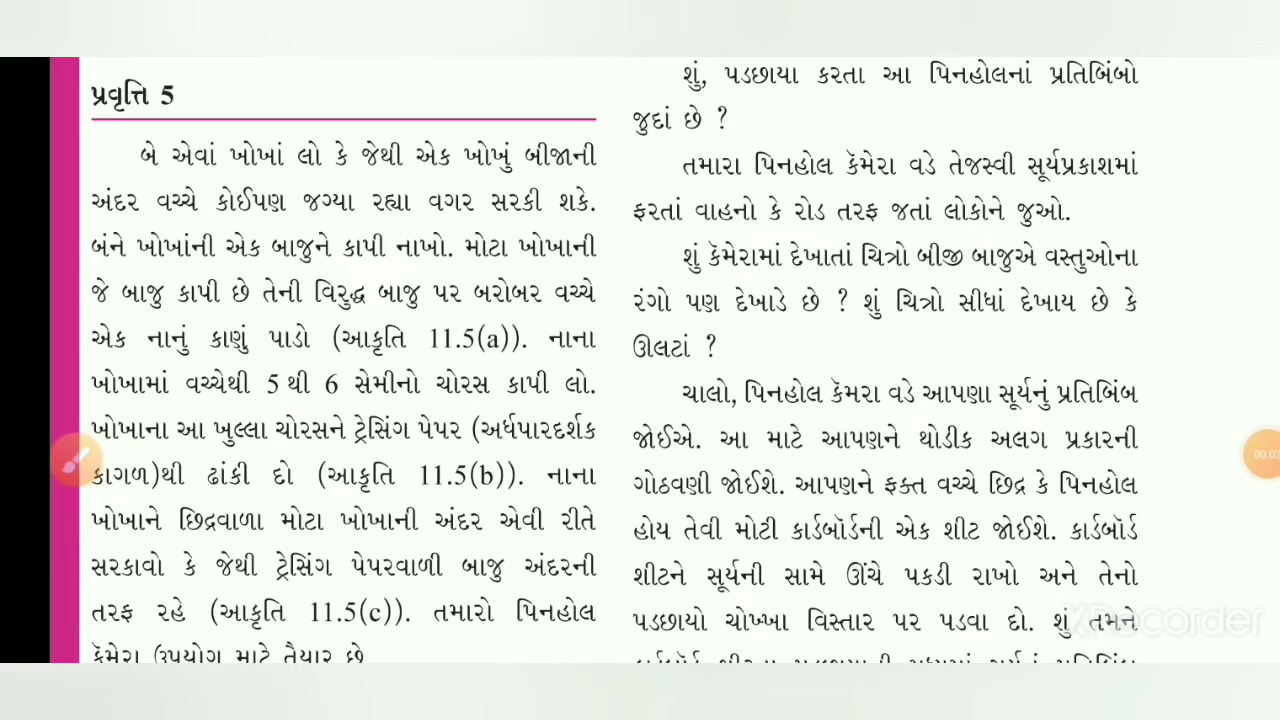 પ્રવૃત્તિ 5
બે એવાં ખોખાં લો કે જેથી એક ખોખું બીજાની
અંદર વચ્ચે કોઈપણ જગ્યા રહ્યા વગર સરકી શકે.
બંને ખોખાંની એક બાજુને કાપી નાખો. મોટા ખોખાની
જે બાજુ કાપી છે તેની વિરુદ્ધ બાજુ પર બરોબર વચ્ચે
એક નાનું કાણું પાડો (આકૃતિ 11.5(a)). નાના
ખોખામાં વચ્ચેથી 5 થી 6 સેમીનો ચોરસ કાપી લો.
ખોખાના આ ખુલ્લા ચોરસને ટ્રેસિંગ પેપર (અર્ધપારદર્શક
કાગળ)થી ઢાંકી દો (આકૃતિ 11.5(b)). નાના
ખોખાને છિદ્રવાળા મોટા ખોખાની અંદર એવી રીતે
સરકાવો કે જેથી ટ્રેસિંગ પેપરવાળી બાજુ અંદરની
તરફ રહે (આકૃતિ 11.5(c)). તમારો પિનહોલ
કૅમેરા ઉપયોગ માટે તૈયાર છે
શું, પડછાયા કરતા આ પિનહોલનાં પ્રતિબિંબો
જુદાં છે ?
તમારા પિનહોલ કૅમેરા વડે તેજસ્વી સૂર્યપ્રકાશમાં
ફરતાં વાહનો કે રોડ તરફ જતાં લોકોને જુઓ.
શું કૅમેરામાં દેખાતાં ચિત્રો બીજી બાજુએ વસ્તુઓના
રંગો પણ દેખાડે છે ? શું ચિત્રો સીધાં દેખાય છે કે
ઊલટાં ?
ચાલો, પિનહોલ કૅમરા વડે આપણા સૂર્યનું પ્રતિબિંબ
જોઈએ. આ માટે આપણને થોડીક અલગ પ્રકારની
ગોઠવણી જોઈશે. આપણને ફક્ત વચ્ચે છિદ્ર કે પિનહોલ
હોય તેવી મોટી કાર્ડબૉર્ડની એક શીટ જોઈશે. કાર્ડબૉર્ડ
શીટને સૂર્યની સામે ઊંચે પકડી રાખો અને તેનો
પડછાયો ચોખ્ખા વિસ્તાર પર પડવા દો. શું તમને
XRecorder
00:03